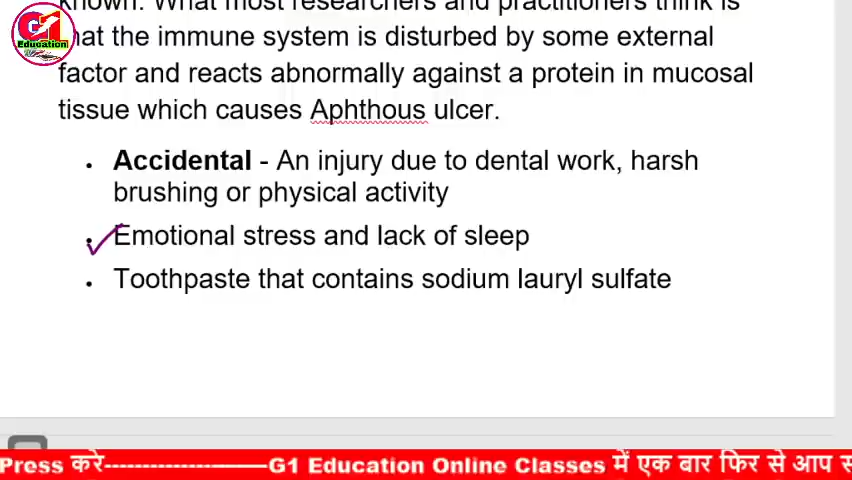 known. What most researchers and practitioners think is
that the immune system is disturbed by some external
factor and reacts abnormally against a protein in mucosal
tissue which causes Aphthous ulcer.
• Accidental - An injury due to dental work, harsh
brushing or physical activity
• Emotional stress and lack of sleep
• Toothpaste that contains sodium lauryl sulfate
G1
Education
Press करे-----------------------G1 Education Online Classes में एक बार फिर से आप